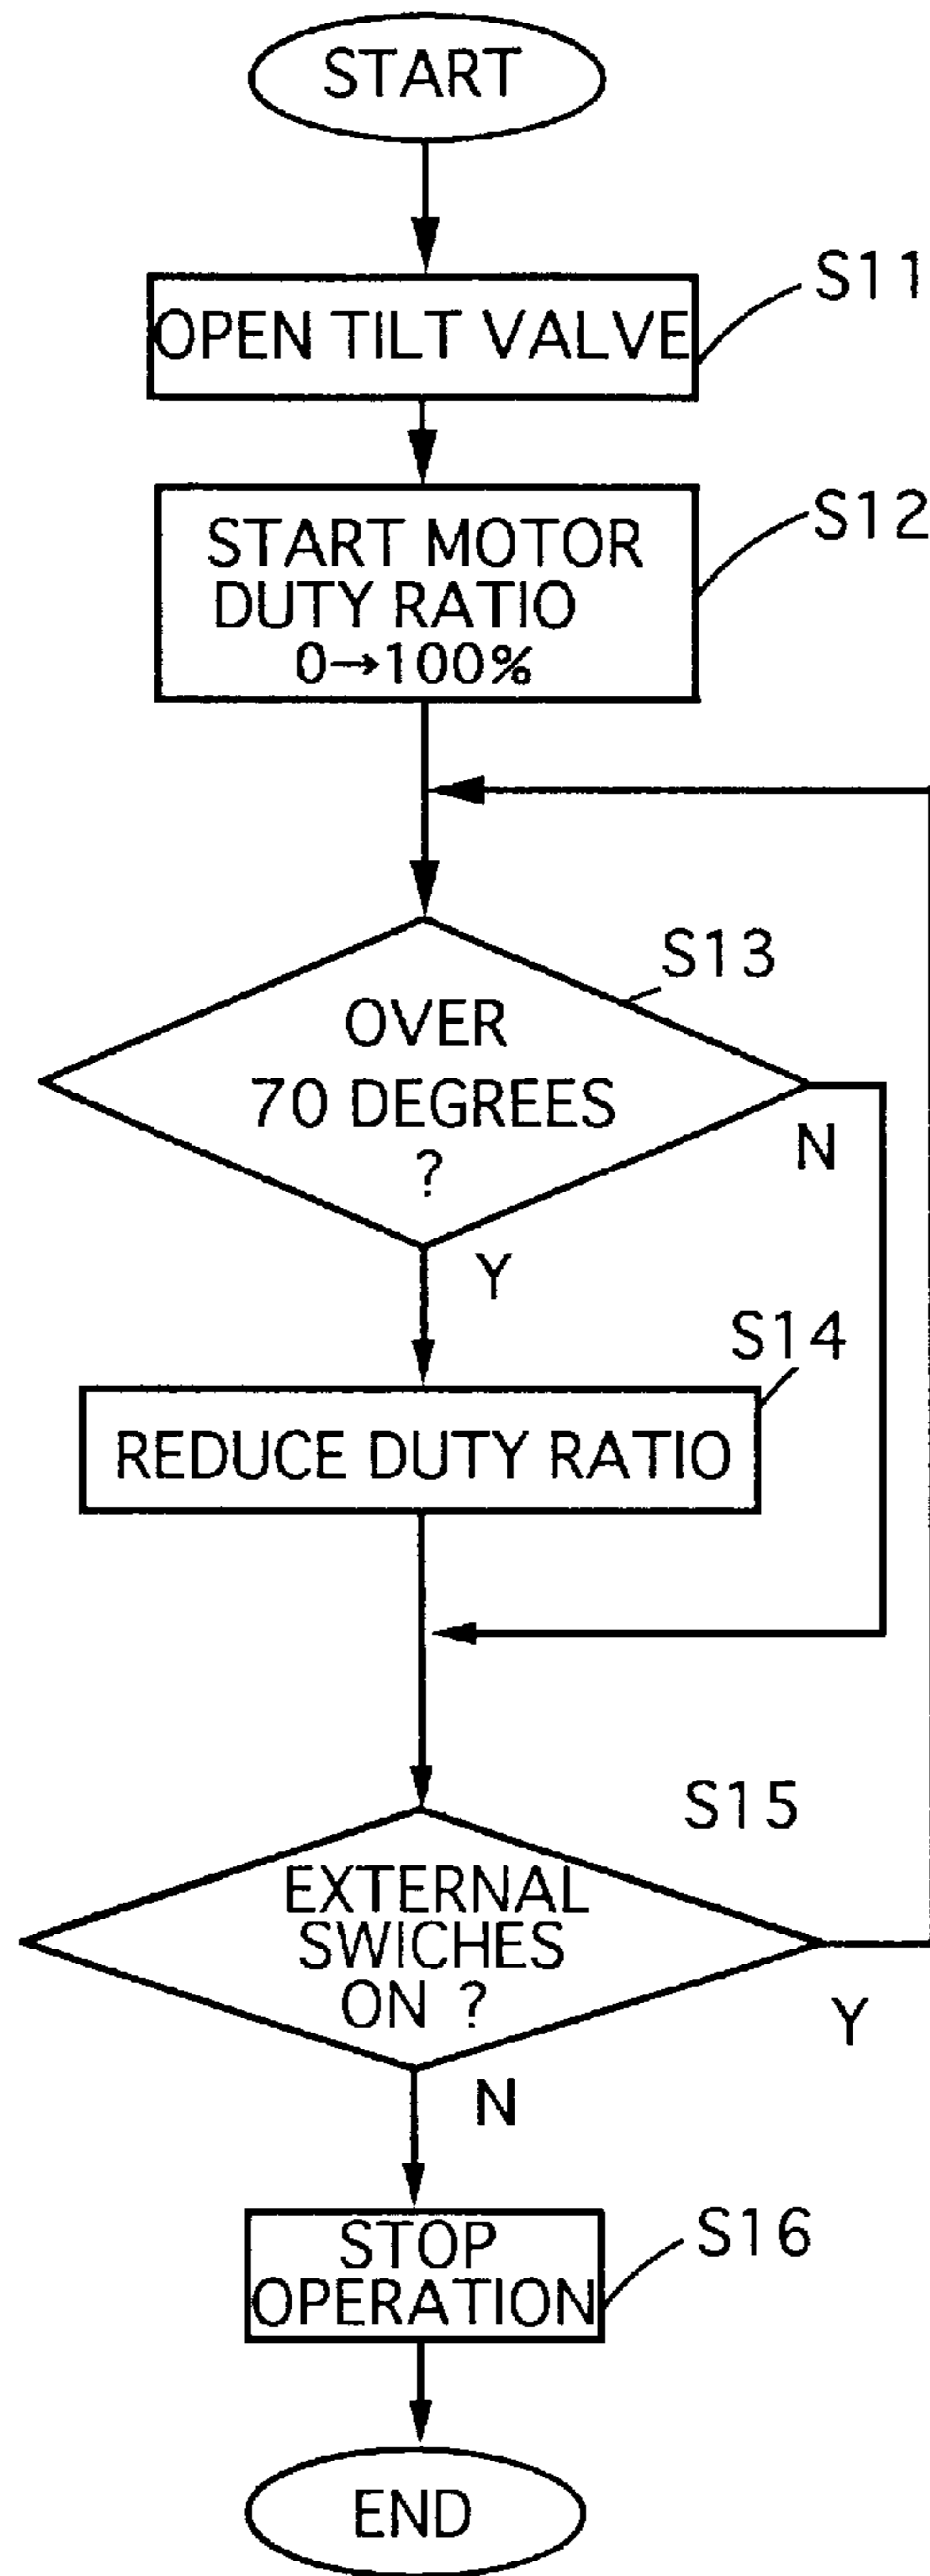 START
S11
OPEN TILT VALVE
S12
START MOTOR
DUTY RATIO
0→100%
S13
OVER
70 DEGREES
?
N
Y
S14
REDUCE DUTY RATIO
S15
EXTERNAL
SWICHES
ON ?
Y
N
S16
STOP
OPERATION
END